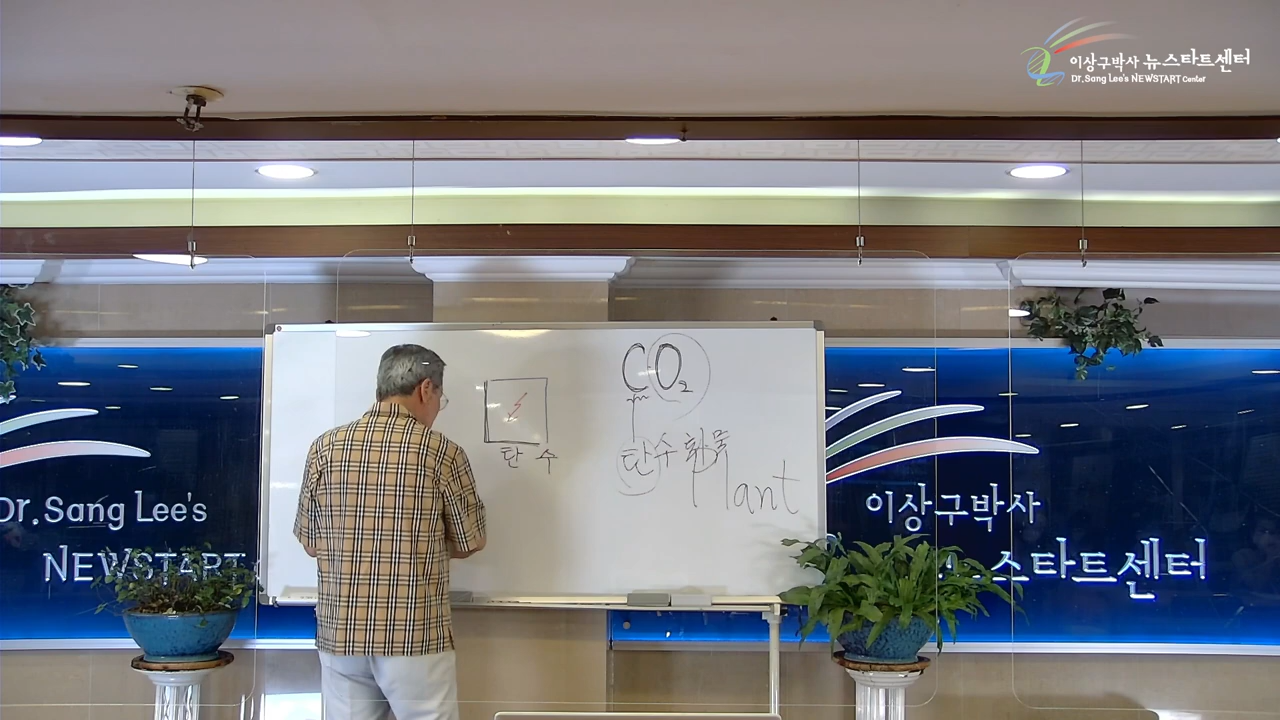 이상구박사 뉴스타트센터
Dr. Sang Lee's NEWSTART Center
CO₂
탄수
탄수화물
Plant
Dr. Sang Lee's
NEWSTART
이상구박사
스타트센터